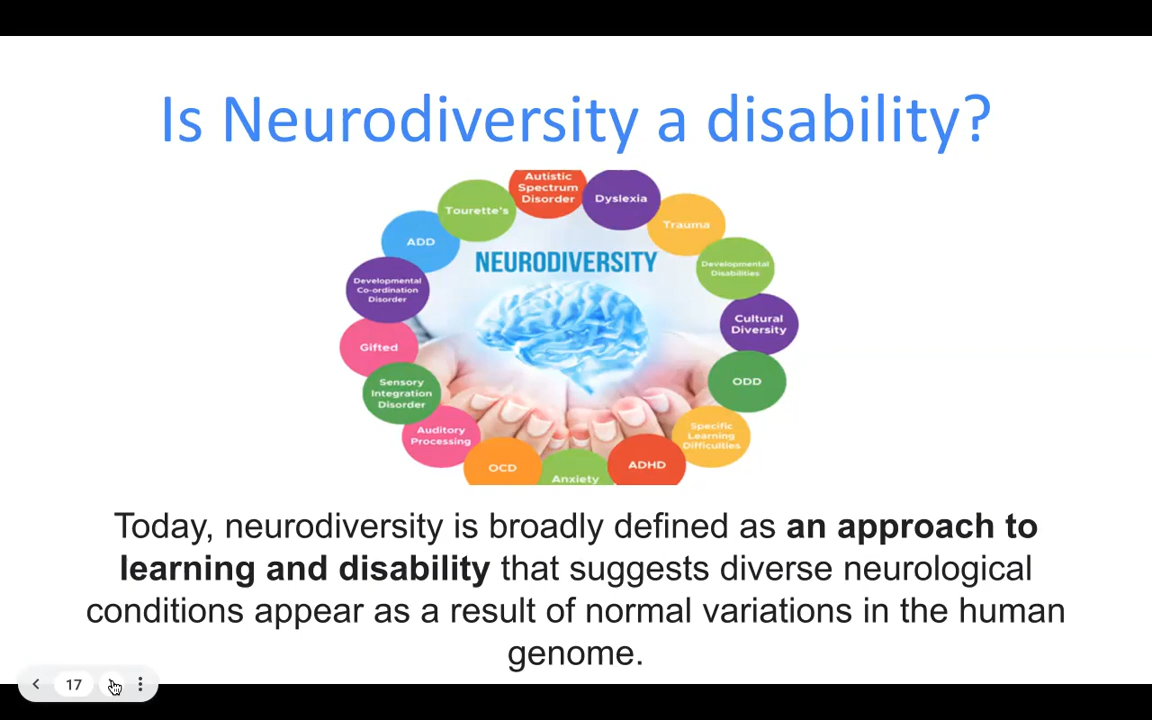 Is Neurodiversity a disability?
Autistic
Spectrum
Disorder
Dyslexia
Tourette's
Trauma
ADD
NEURODIVERSITY
Developmental
Disabilities
Developmental
Co-ordination
Disorder
Cultural
Diversity
Gifted
ODD
Sensory
Integration
Disorder
Auditory
Processing
Specific
Learning
Difficulties
OCD
Anxiety
ADHD
Today, neurodiversity is broadly defined as an approach to
learning and disability that suggests diverse neurological
conditions appear as a result of normal variations in the human
genome.
17